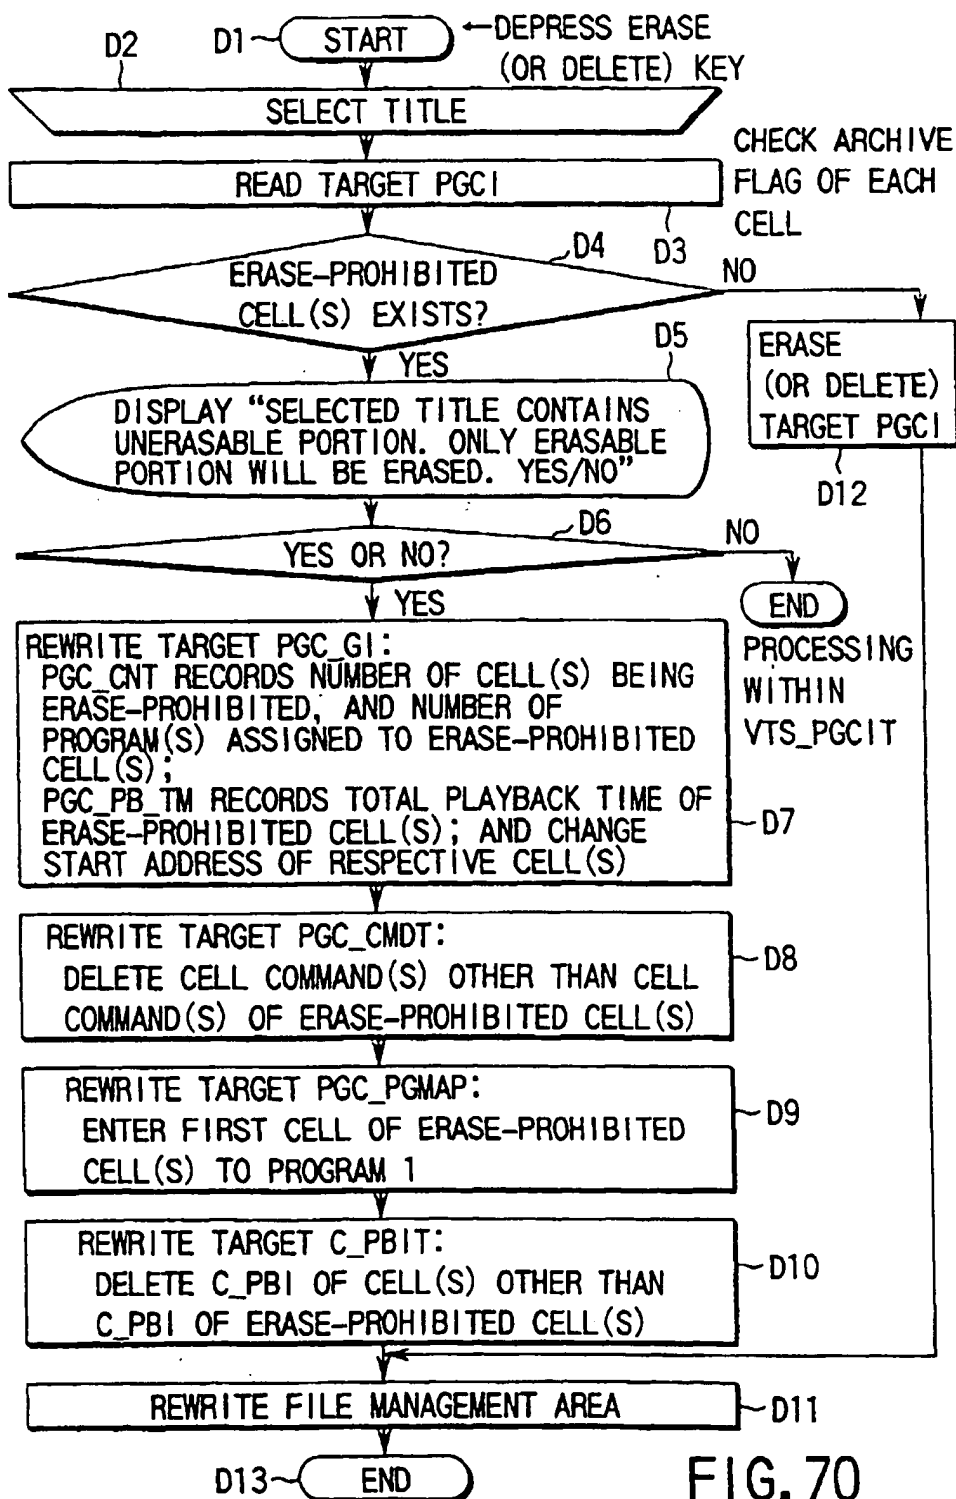 D1
START
←DEPRESS ERASE
(OR DELETE) KEY
D2
SELECT TITLE
READ TARGET PGCI
D3
CHECK ARCHIVE
FLAG OF EACH
CELL
D4
ERASE-PROHIBITED
CELL(S) EXISTS?
NO
YES
D5
DISPLAY “SELECTED TITLE CONTAINS
UNERASABLE PORTION. ONLY ERASABLE
PORTION WILL BE ERASED. YES/NO”
ERASE
(OR DELETE)
TARGET PGCI
D12
D6
YES OR NO?
NO
YES
END
PROCESSING
WITHIN
VTS_PGCIT
REWRITE TARGET PGC_GI:
PGC_CNT RECORDS NUMBER OF CELL(S) BEING
ERASE-PROHIBITED, AND NUMBER OF
PROGRAM(S) ASSIGNED TO ERASE-PROHIBITED
CELL(S);
PGC_PB_TM RECORDS TOTAL PLAYBACK TIME OF
ERASE-PROHIBITED CELL(S); AND CHANGE
START ADDRESS OF RESPECTIVE CELL(S)
D7
REWRITE TARGET PGC_CMDT:
DELETE CELL COMMAND(S) OTHER THAN CELL
COMMAND(S) OF ERASE-PROHIBITED CELL(S)
D8
REWRITE TARGET PGC_PGMAP:
ENTER FIRST CELL OF ERASE-PROHIBITED
CELL(S) TO PROGRAM 1
D9
REWRITE TARGET C_PBIT:
DELETE C_PBI OF CELL(S) OTHER THAN
C_PBI OF ERASE-PROHIBITED CELL(S)
D10
REWRITE FILE MANAGEMENT AREA
D11
D13
END
FIG. 70